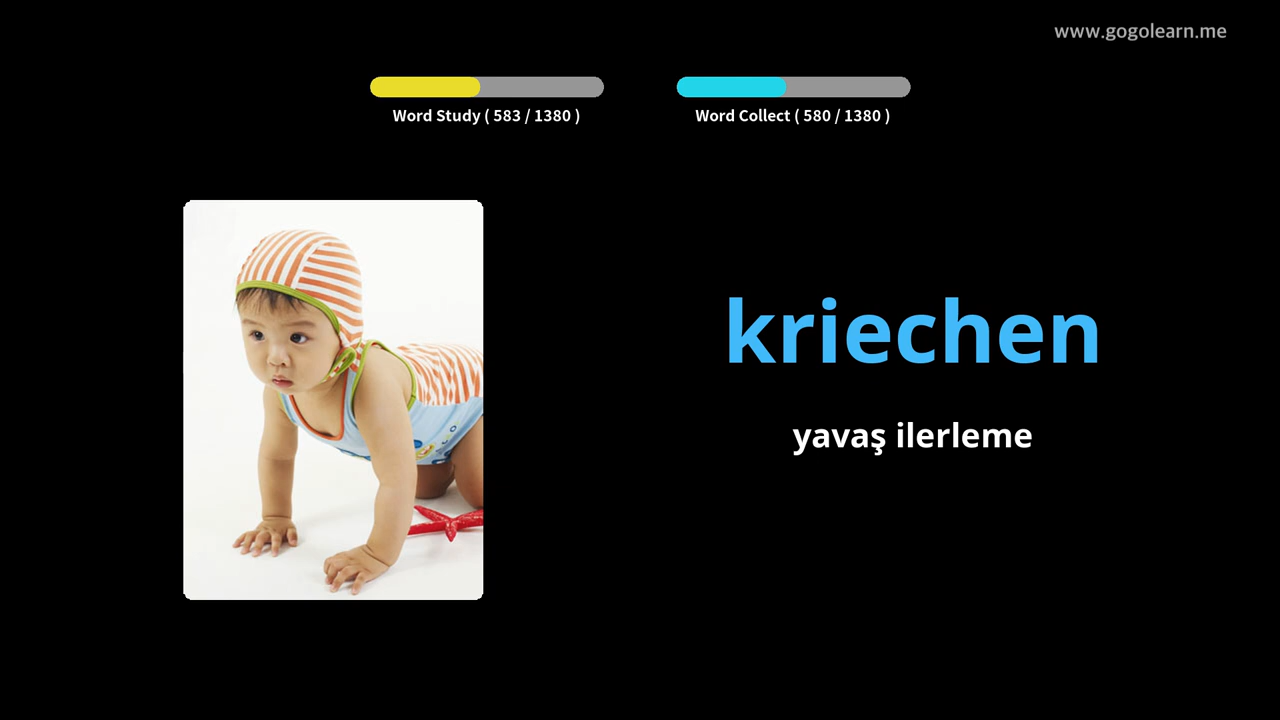 www.gogolearn.me
Word Study ( 583 / 1380 )
Word Collect ( 580 / 1380 )
kriechen
yavaş ilerleme